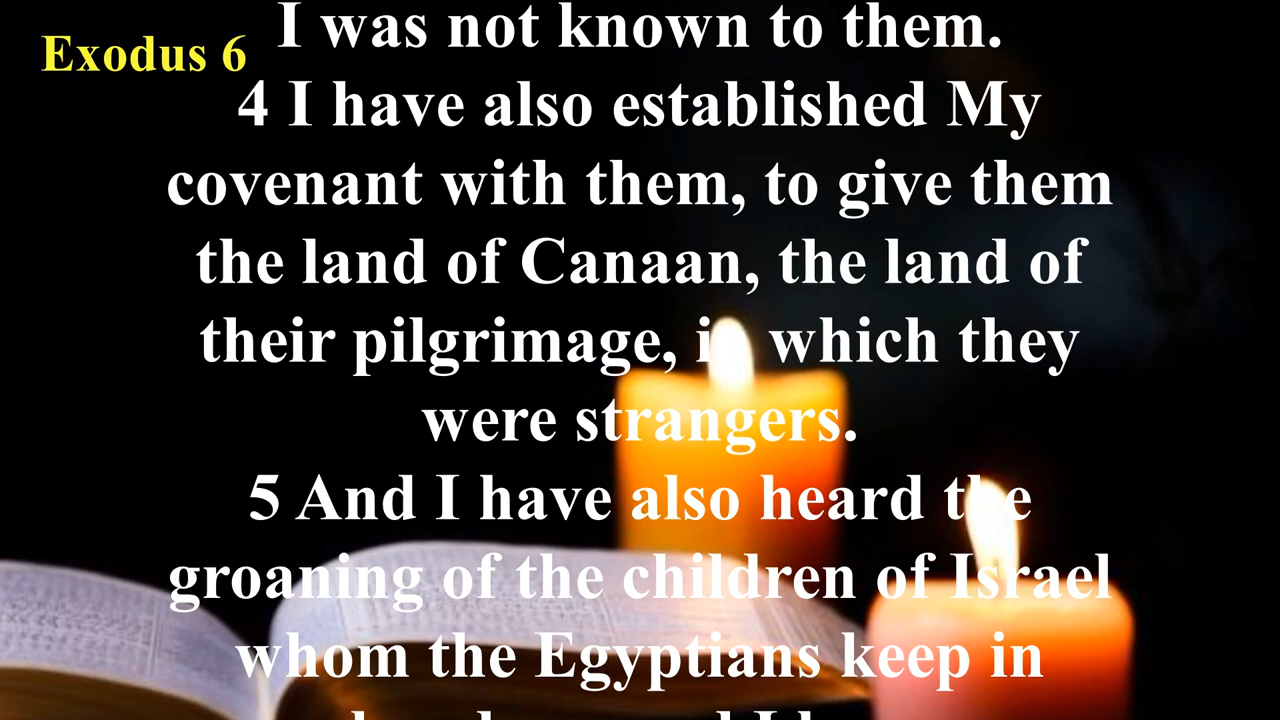 Exodus 6
I was not known to them.
4 I have also established My
covenant with them, to give them
the land of Canaan, the land of
their pilgrimage, in which they
were strangers.
5 And I have also heard the
groaning of the children of Israel
whom the Egyptians keep in